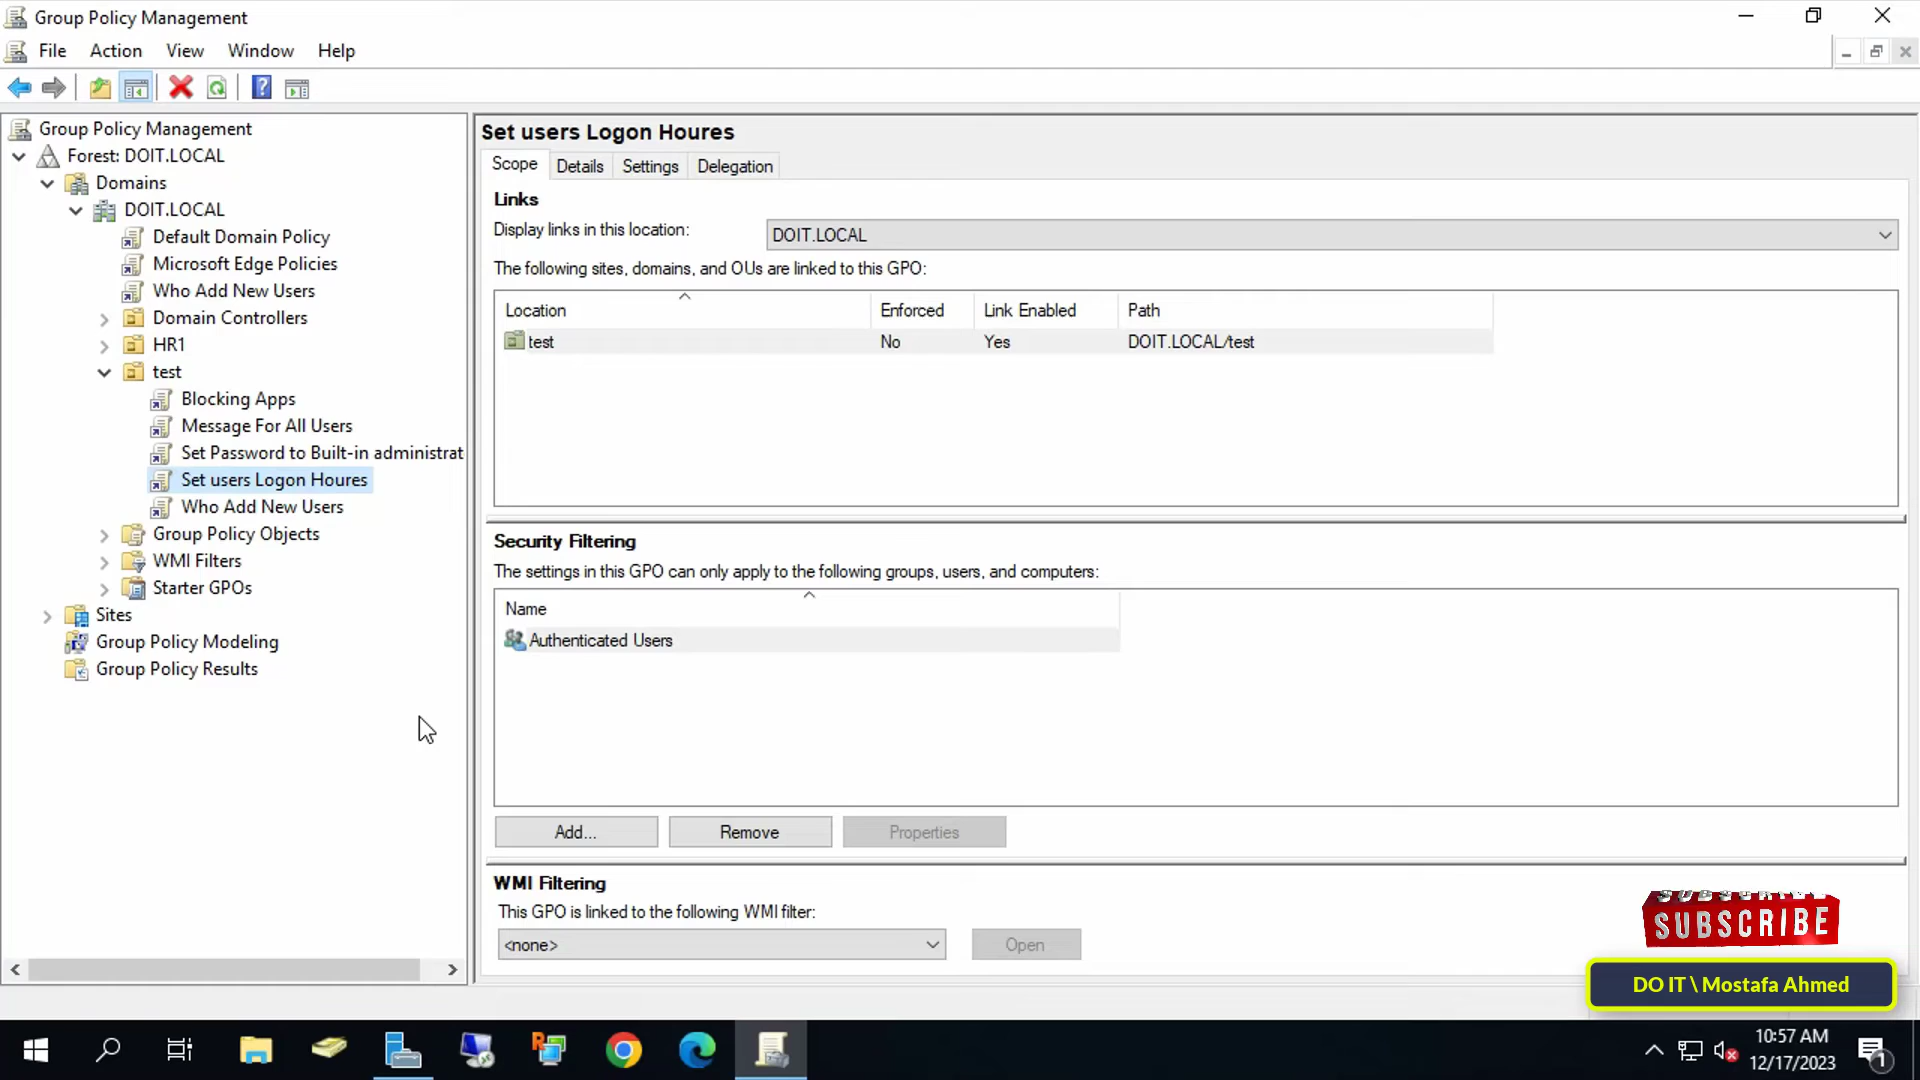 Group Policy Management
File Action View Window Help
Group Policy Management
Forest: DOIT.LOCAL
Domains
DOIT.LOCAL
Default Domain Policy
Microsoft Edge Policies
Who Add New Users
Domain Controllers
HR1
test
Blocking Apps
Message For All Users
Set Password to Built-in administrat
Set users Logon Houres
Who Add New Users
Group Policy Objects
WMI Filters
Starter GPOs
Sites
Group Policy Modeling
Group Policy Results
Set users Logon Houres
Scope Details Settings Delegation
Links
Display links in this location: DOIT.LOCAL
The following sites, domains, and OUs are linked to this GPO:
Location Enforced Link Enabled Path
test No Yes DOIT.LOCAL/test
Security Filtering
The settings in this GPO can only apply to the following groups, users, and computers:
Name
Authenticated Users
Add... Remove Properties
WMI Filtering
This GPO is linked to the following WMI filter:
<none> Open
SUBSCRIBE
DO IT \ Mostafa Ahmed
10:57 AM
12/17/2023
1